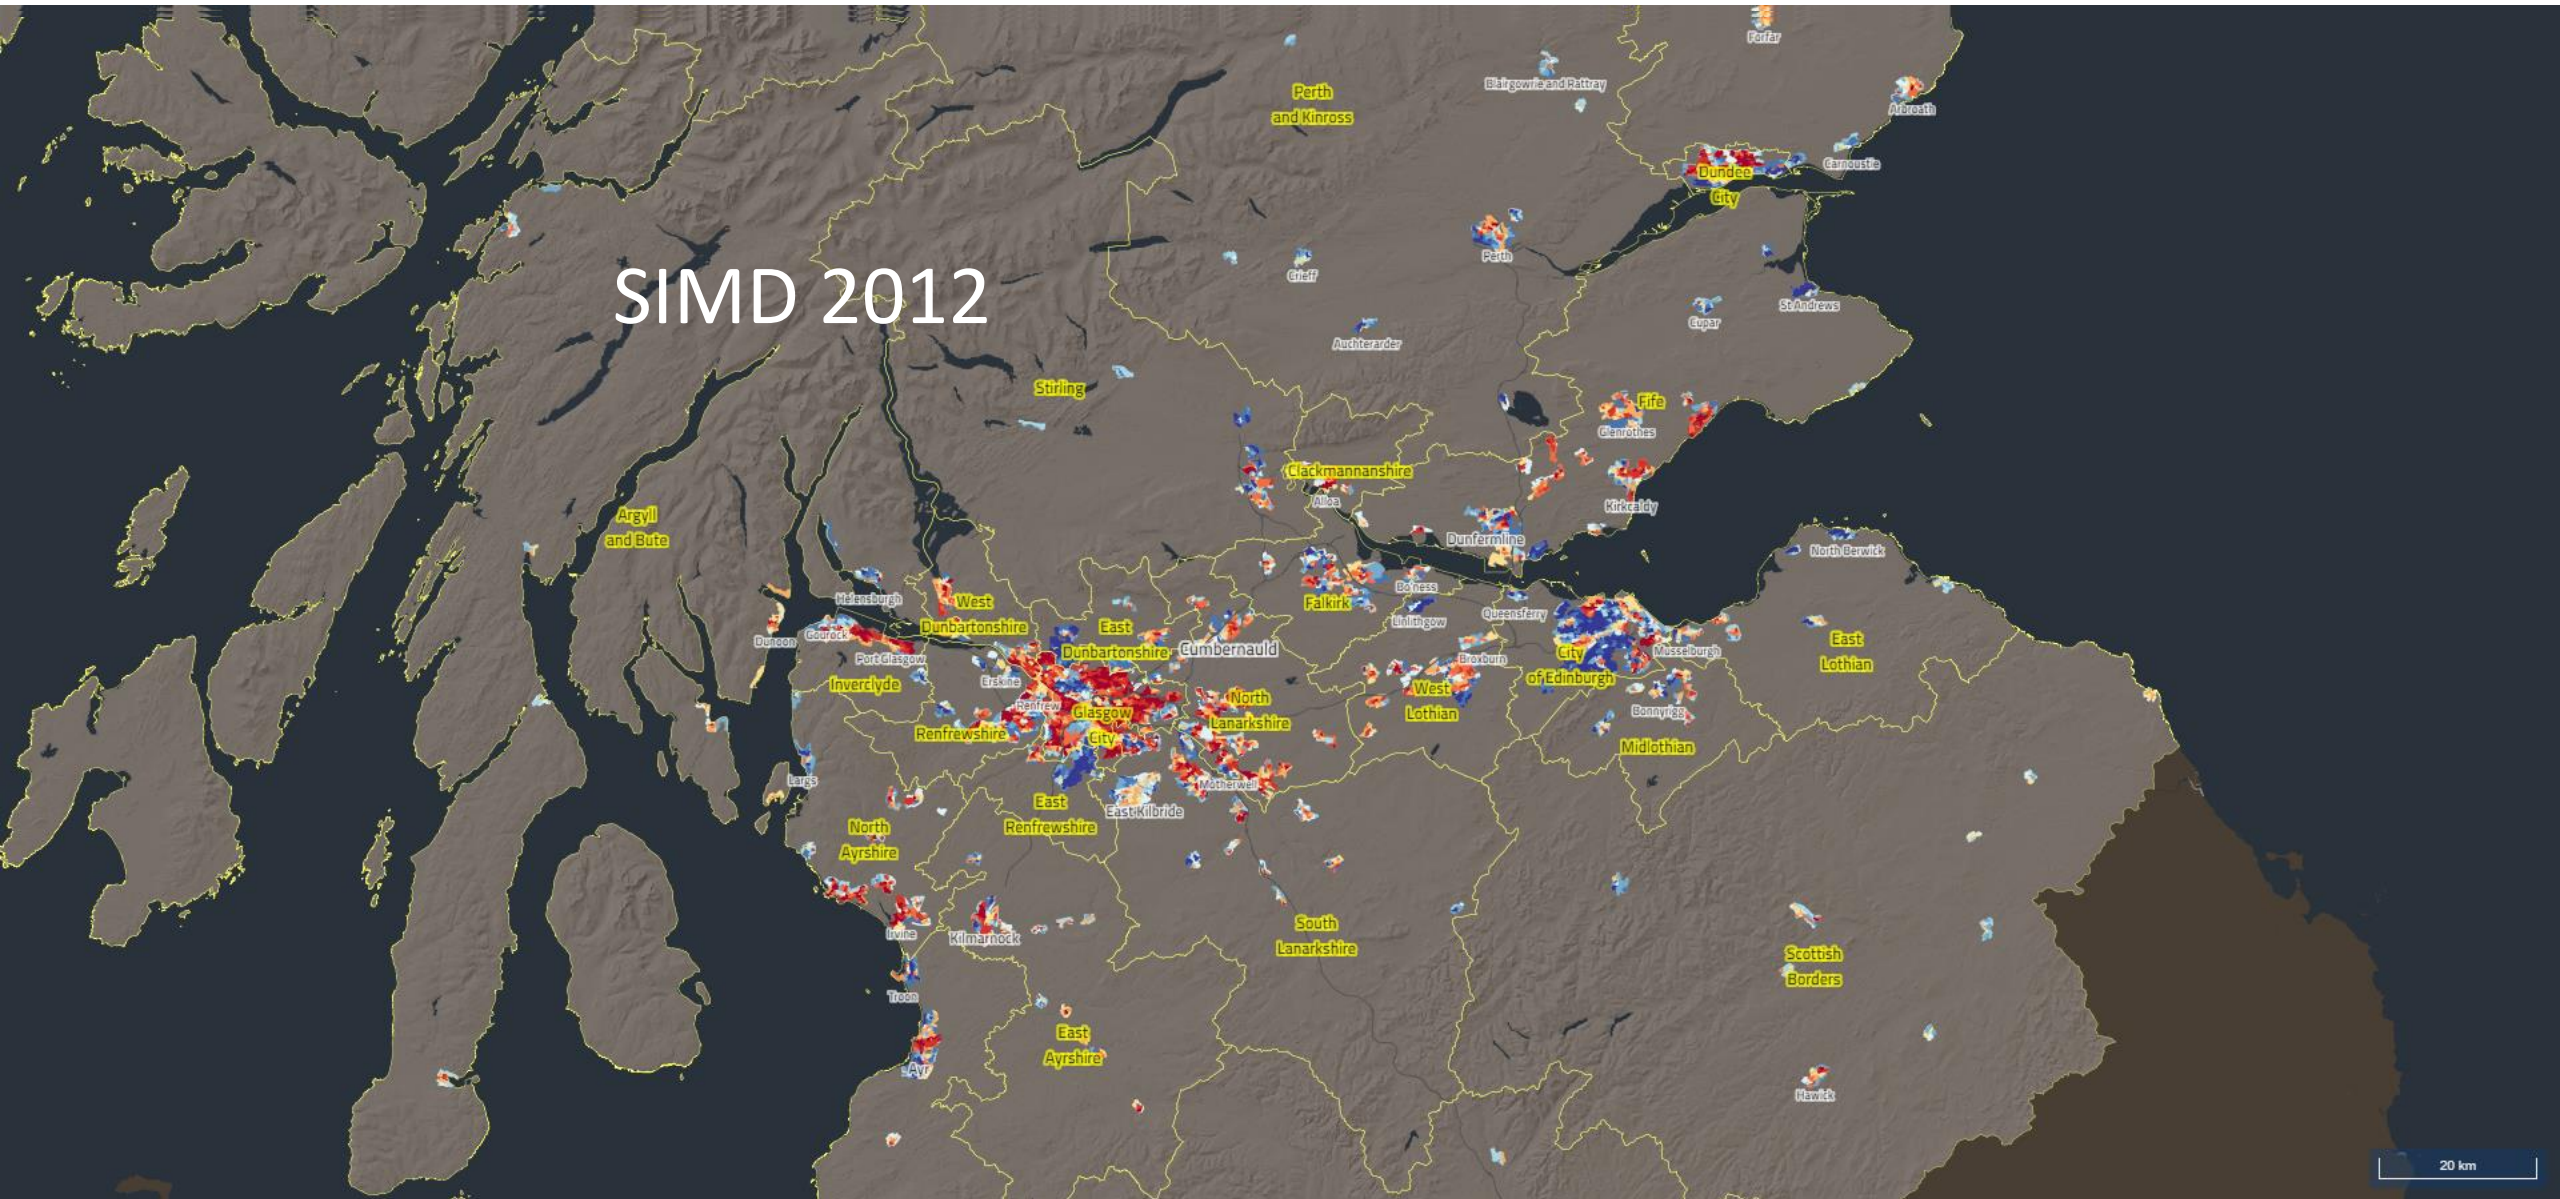 Forfar
Blairgowrie and Rattray
Perth
and Kinross
Arbroath
Carnoustie
Dundee
City
Perth
Crieff
St Andrews
Cupar
SIMD 2012
Auchterarder
Stirling
Fife
Glenrothes
Clackmannanshire
Alloa
Kirkcaldy
Argyll
and Bute
Dunfermline
North Berwick
Helensburgh
Bo'ness
West
Dunbartonshire
Falkirk
Linlithgow
Queensferry
Dunoon
Gourock
East
Dunbartonshire
Cumbernauld
Port Glasgow
Broxburn
City
of Edinburgh
Musselburgh
East
Lothian
Inverclyde
Erskine
Renfrew
Glasgow
City
North
Lanarkshire
West
Lothian
Bonnyrigg
Renfrewshire
Midlothian
Largs
Motherwell
East
Renfrewshire
East Kilbride
North
Ayrshire
Irvine
Kilmarnock
South
Lanarkshire
Scottish
Borders
Troon
East
Ayrshire
Ayr
Hawick
20 km